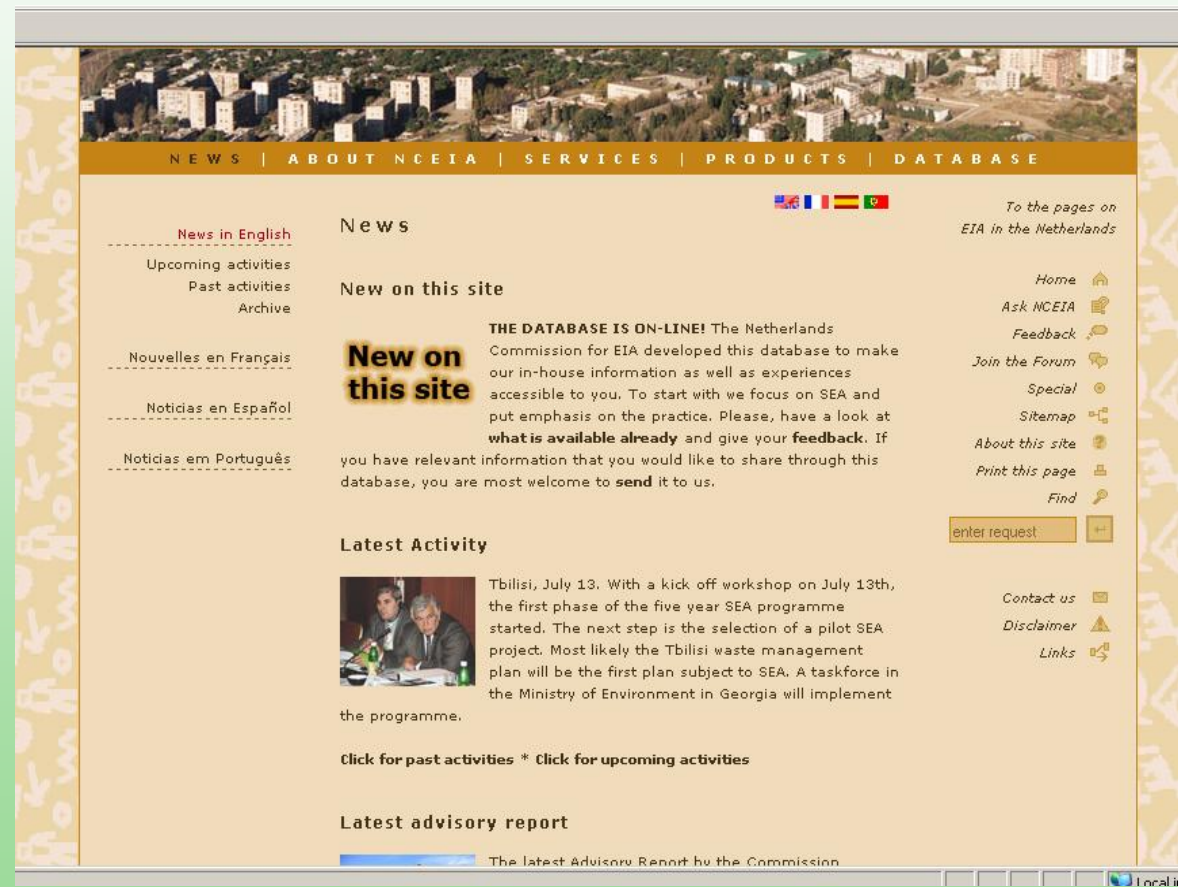 NEWS | ABOUT NCEIA | SERVICES | PRODUCTS | DATABASE
News in English
Upcoming activities
Past activities
Archive
Nouvelles en Français
Noticias en Español
Noticias em Português
News
New on this site
New on
this site
THE DATABASE IS ON-LINE! The Netherlands
Commission for EIA developed this database to make
our in-house information as well as experiences
accessible to you. To start with we focus on SEA and
put emphasis on the practice. Please, have a look at
what is available already and give your feedback. If
you have relevant information that you would like to share through this
database, you are most welcome to send it to us.
Latest Activity
Tbilisi, July 13. With a kick off workshop on July 13th,
the first phase of the five year SEA programme
started. The next step is the selection of a pilot SEA
project. Most likely the Tbilisi waste management
plan will be the first plan subject to SEA. A taskforce in
the Ministry of Environment in Georgia will implement
the programme.
Click for past activities * Click for upcoming activities
Latest advisory report
The latest Advisory Report by the Commission
To the pages on
EIA in the Netherlands
Home
Ask NCEIA
Feedback
Join the Forum
Special
Sitemap
About this site
Print this page
Find
enter request
Contact us
Disclaimer
Links
Local